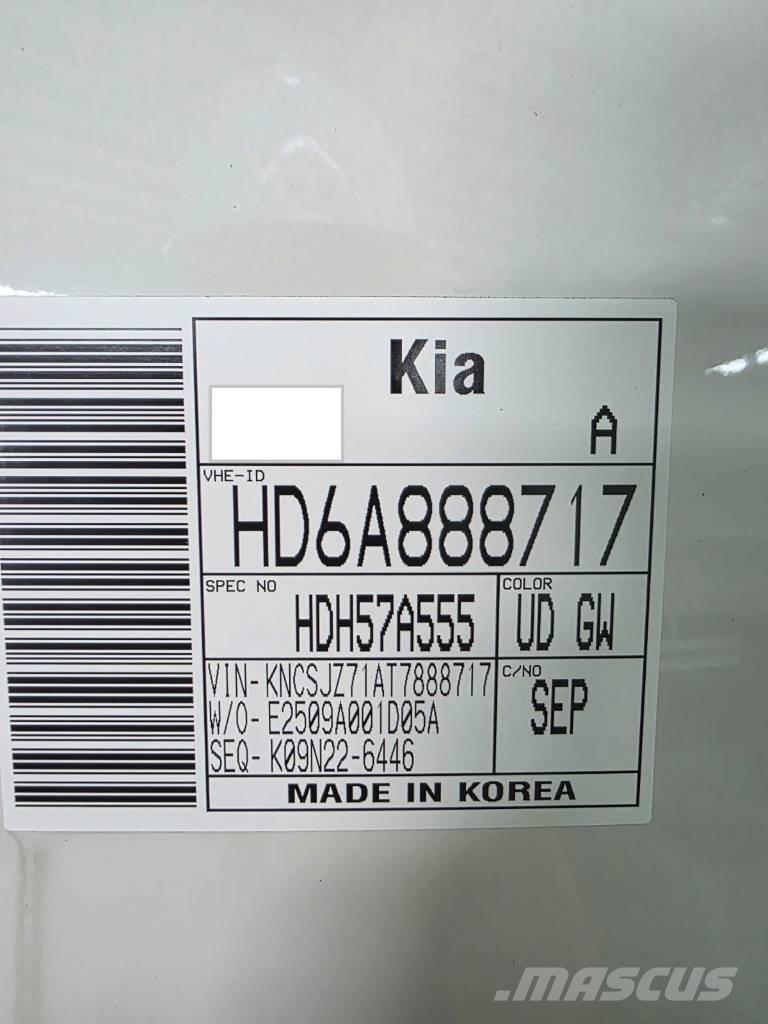 Kia
A
VHE-ID
HD6A888717
SPEC NO
HDH57A555
COLOR
UD GW
VIN-KNCSJZ71AT7888717
W/O-E2509A001D05A
SEQ-K09N22-6446
C/NO
SEP
MADE IN KOREA
MASCUS